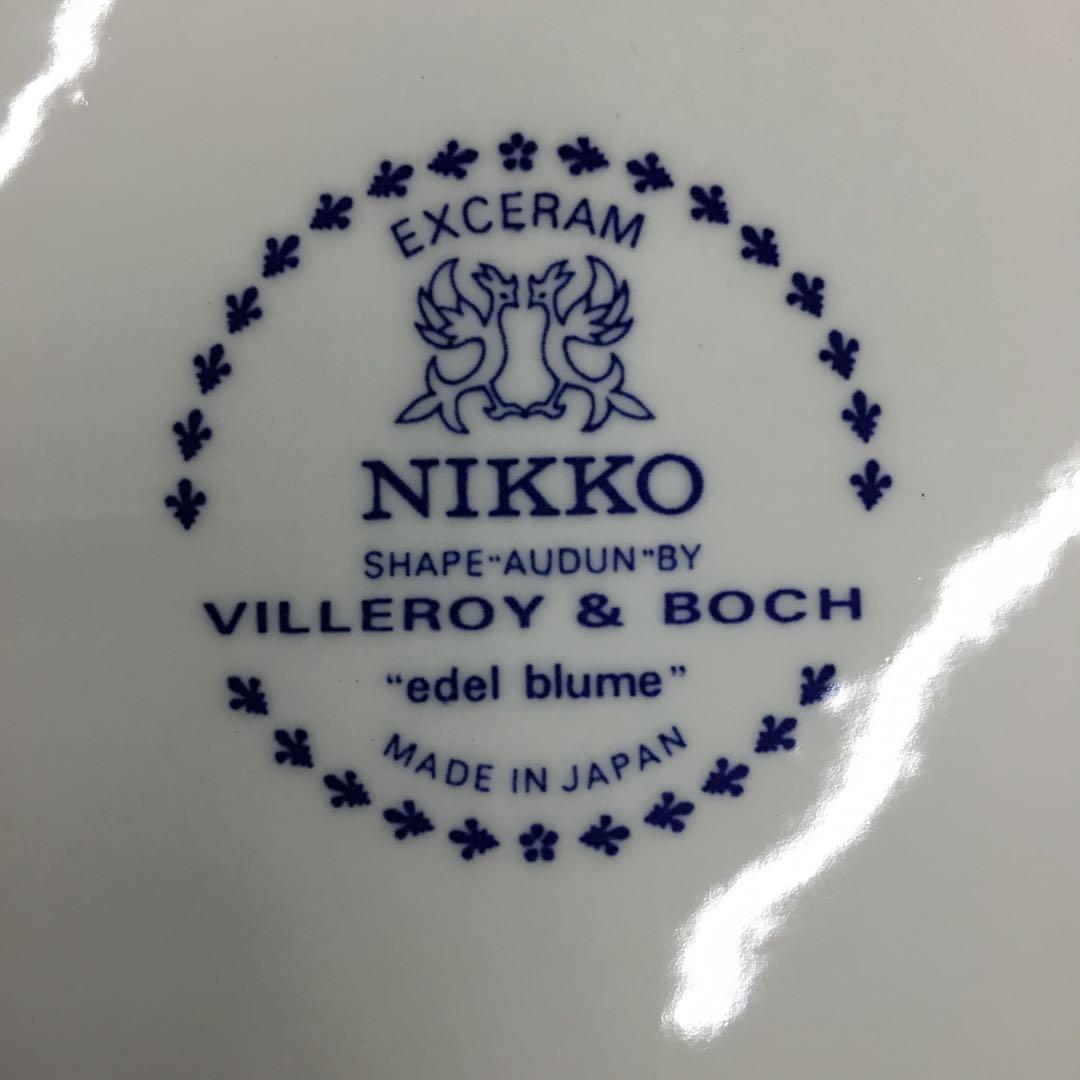 EXCERAM
NIKKO
SHAPE "AUDUN" BY
VILLEROY & BOCH
"edel blume"
MADE IN JAPAN